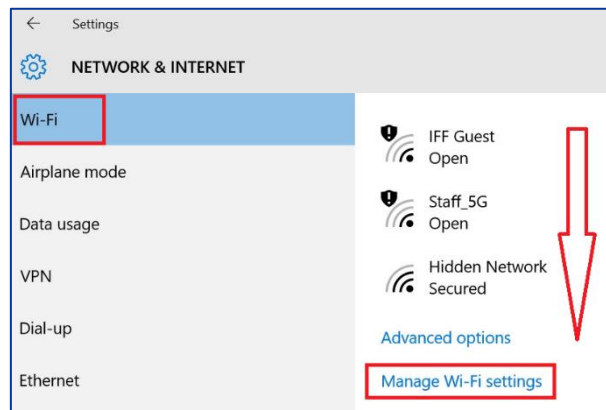 Settings
NETWORK & INTERNET
Wi-Fi
Airplane mode
Data usage
VPN
Dial-up
Ethernet
IFF Guest
Open
Staff_5G
Open
Hidden Network
Secured
Advanced options
Manage Wi-Fi settings